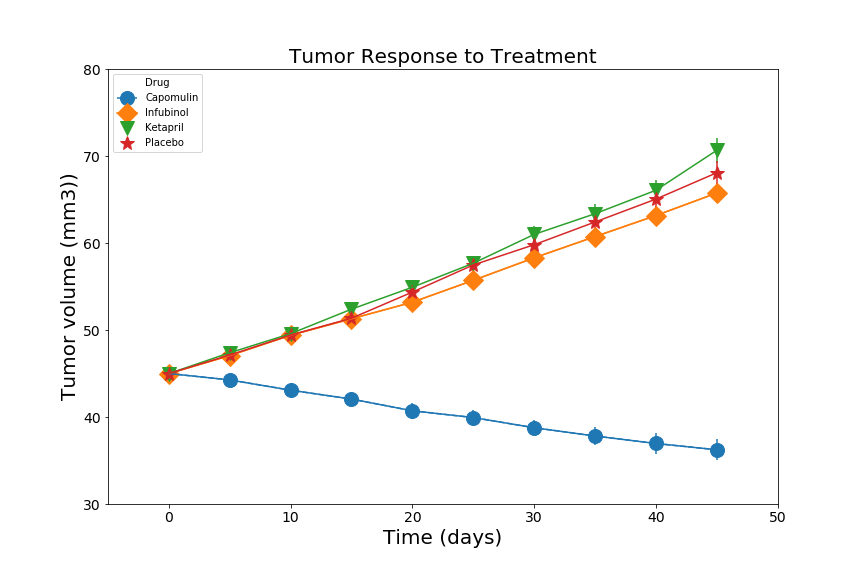 Tumor Response to Treatment
80
70
60
50
40
30
Tumor volume (mm3))
Drug
Capomulin
Infubinol
Ketapril
Placebo
0 10 20 30 40 50
Time (days)